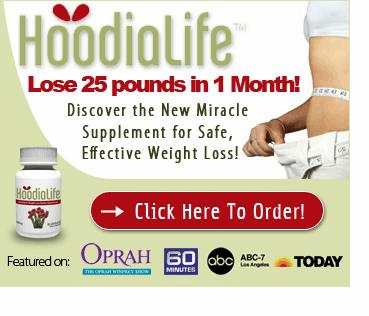 HoodiaLife™
Lose 25 pounds in 1 Month!
Discover the New Miracle
Supplement for Safe,
Effective Weight Loss!
HoodiaLife
→ Click Here To Order!
Featured on:
OPRAH
THE OPRAH WINFREY SHOW
60
MINUTES
abc
ABC-7
Los Angeles
TODAY